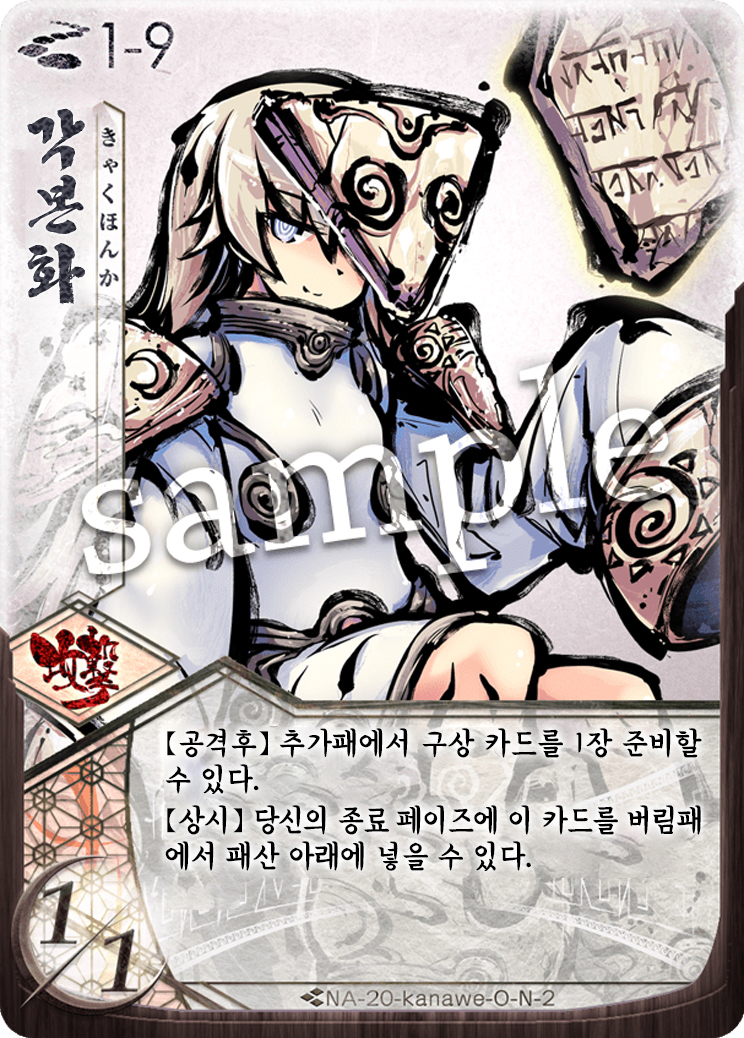 1-9
각본화
きゃくほんか
sample
攻撃
【공격후】 추가패에서 구상 카드를 1장 준비할
수 있다.
【상시】 당신의 종료 페이즈에 이 카드를 버림패
에서 패산 아래에 넣을 수 있다.
1/1
NA-20-kanawe-O-N-2